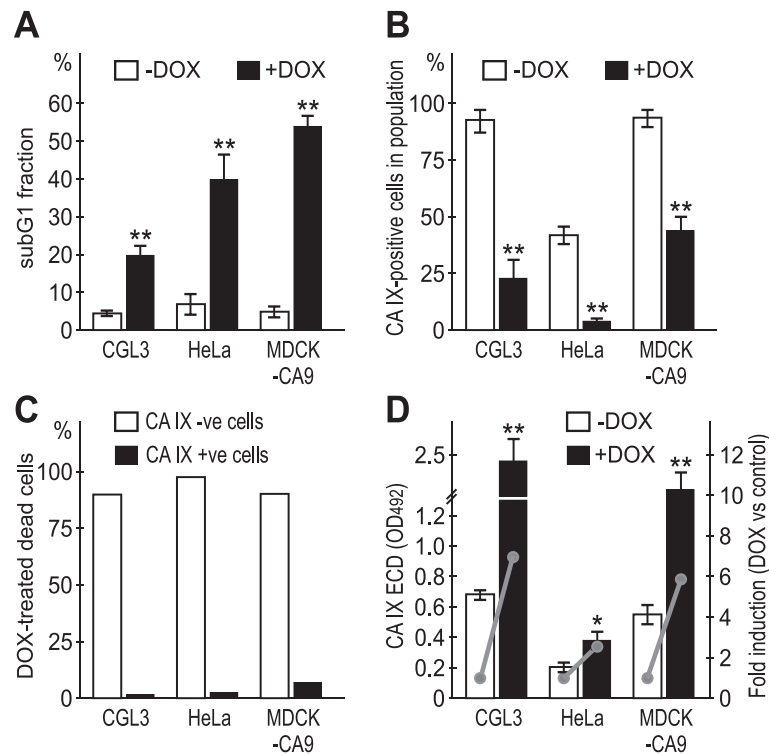 A
%
-DOX +DOX
subG1 fraction
60
50
40
30
20
10
0
**
**
**
CGL3 HeLa MDCK
-CA9
B
%
-DOX +DOX
CA IX-positive cells in population
100
75
50
25
0
**
**
**
CGL3 HeLa MDCK
-CA9
C
%
CA IX -ve cells
CA IX +ve cells
DOX-treated dead cells
100
75
50
25
0
CGL3 HeLa MDCK
-CA9
D
-DOX
+DOX
CA IX ECD (OD492)
2.5
1.2
1.0
0.8
0.6
0.4
0.2
0
**
*
**
12
10
8
6
4
2
0
Fold induction (DOX vs control)
CGL3 HeLa MDCK
-CA9